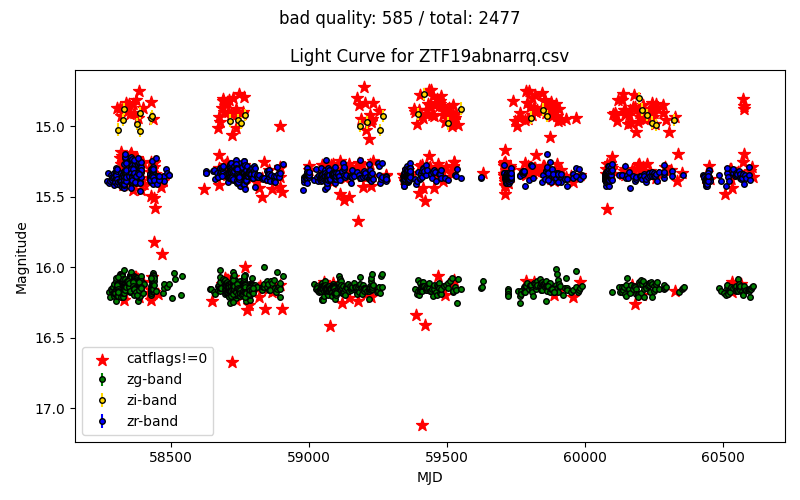 bad quality: 585 / total: 2477
Light Curve for ZTF19abnarrq.csv
15.0
15.5
16.0
16.5
17.0
Magnitude
catflags!=0
zg-band
zi-band
zr-band
58500
59000
59500
60000
60500
MJD